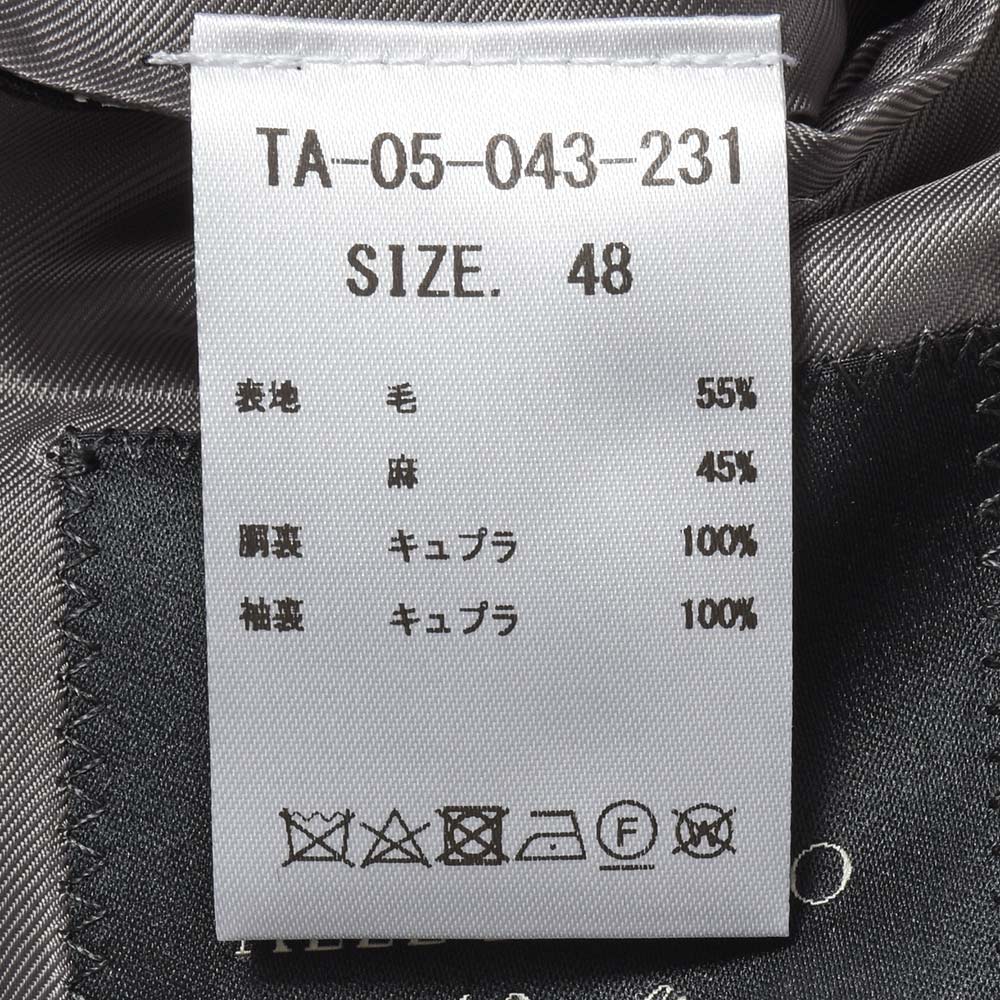 TA-05-043-231
SIZE. 48
表地 毛 55%
麻 45%
胴裏 キュプラ 100%
袖裏 キュプラ 100%
F W